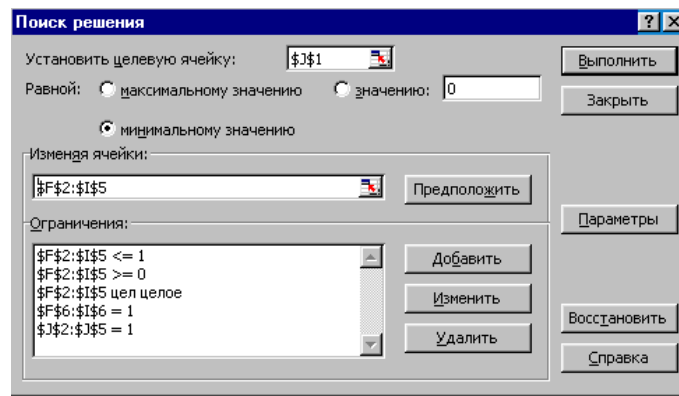 Поиск решения
Установить целевую ячейку: $J$1 Выполнить
Равной: максимальному значению значению: 0 Закрыть
минимальному значению
Изменяя ячейки:
$F$2:$I$5 Предположить
Ограничения: Параметры
$F$2:$I$5 <= 1 Добавить
$F$2:$I$5 >= 0
$F$2:$I$5 цел целое Изменить
$F$6:$I$6 = 1 Восстановить
$J$2:$J$5 = 1 Удалить
Справка